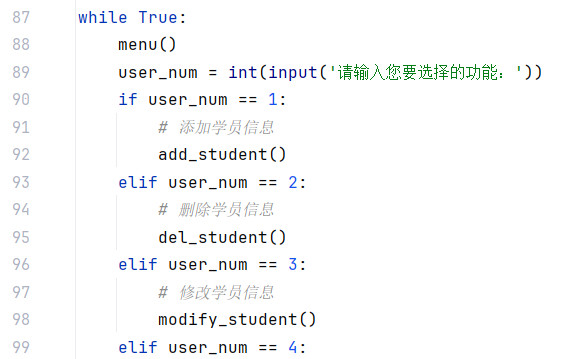 87 while True:
88 menu()
89 user_num = int(input('请输入您要选择的功能：'))
90 if user_num == 1:
91 # 添加学员信息
92 add_student()
93 elif user_num == 2:
94 # 删除学员信息
95 del_student()
96 elif user_num == 3:
97 # 修改学员信息
98 modify_student()
99 elif user_num == 4: